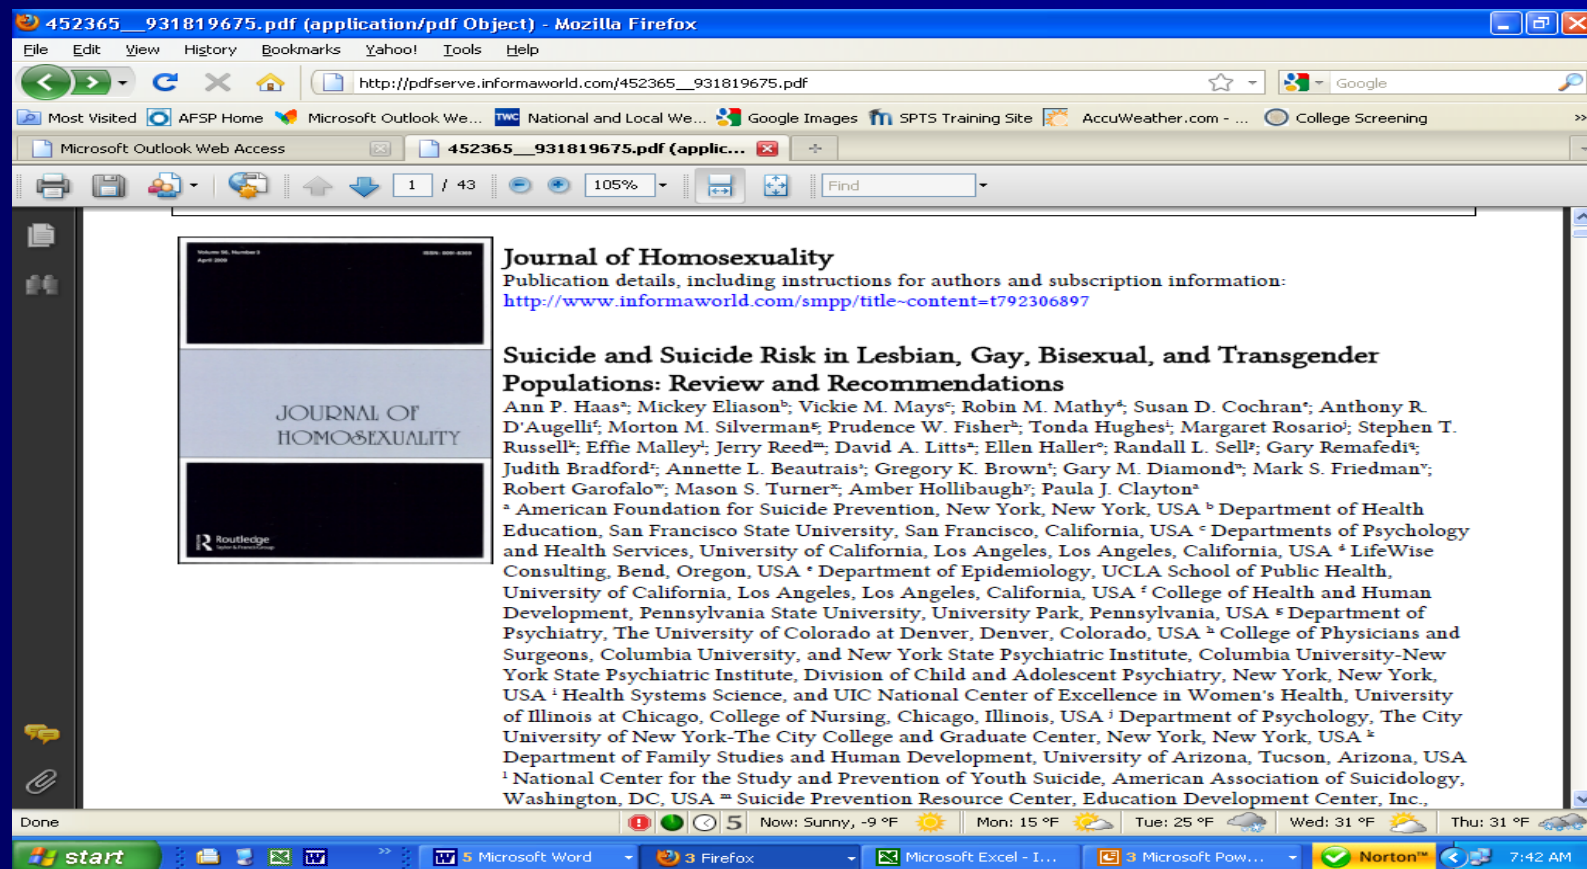 452365__931819675.pdf (application/pdf Object) - Mozilla Firefox
File Edit View History Bookmarks Yahoo! Tools Help
http://pdfserve.informaworld.com/452365__931819675.pdf
Google
Most Visited AFSP Home Microsoft Outlook We... TWC National and Local We... Google Images SPTS Training Site AccuWeather.com - ... College Screening »
Microsoft Outlook Web Access 452365__931819675.pdf (applic...
1 / 43 105% Find
Volume 56, Number 3
April 2009
JOURNAL OF
HOMOSEXUALITY
Routledge
Taylor & Francis Group
Journal of Homosexuality
Publication details, including instructions for authors and subscription information:
http://www.informaworld.com/smpp/title~content=t792306897
Suicide and Suicide Risk in Lesbian, Gay, Bisexual, and Transgender
Populations: Review and Recommendations
Ann P. Haasᵃ; Mickey Eliasonᵇ; Vickie M. Maysᶜ; Robin M. Mathyᵈ; Susan D. Cochranᵉ; Anthony R.
D'Augelliᶠ; Morton M. Silvermanᵍ; Prudence W. Fisherʰ; Tonda Hughesⁱ; Margaret Rosarioʲ; Stephen T.
Russellᵏ; Effie Malleyˡ; Jerry Reedᵐ; David A. Littsⁿ; Ellen Hallerᵒ; Randall L. Sellᵖ; Gary Remafediq;
Judith Bradfordʳ; Annette L. Beautraisˢ; Gregory K. Brownᵗ; Gary M. Diamondᵘ; Mark S. Friedmanᵛ;
Robert Garofaloʷ; Mason S. Turnerˣ; Amber Hollibaughʸ; Paula J. Claytonᵃ
ᵃ American Foundation for Suicide Prevention, New York, New York, USA ᵇ Department of Health
Education, San Francisco State University, San Francisco, California, USA ᶜ Departments of Psychology
and Health Services, University of California, Los Angeles, Los Angeles, California, USA ᵈ LifeWise
Consulting, Bend, Oregon, USA ᵉ Department of Epidemiology, UCLA School of Public Health,
University of California, Los Angeles, Los Angeles, California, USA ᶠ College of Health and Human
Development, Pennsylvania State University, University Park, Pennsylvania, USA ᵍ Department of
Psychiatry, The University of Colorado at Denver, Denver, Colorado, USA ʰ College of Physicians and
Surgeons, Columbia University, and New York State Psychiatric Institute, Columbia University-New
York State Psychiatric Institute, Division of Child and Adolescent Psychiatry, New York, New York,
USA ⁱ Health Systems Science, and UIC National Center of Excellence in Women's Health, University
of Illinois at Chicago, College of Nursing, Chicago, Illinois, USA ʲ Department of Psychology, The City
University of New York-The City College and Graduate Center, New York, New York, USA ᵏ
Department of Family Studies and Human Development, University of Arizona, Tucson, Arizona, USA
ˡ National Center for the Study and Prevention of Youth Suicide, American Association of Suicidology,
Washington, DC, USA ᵐ Suicide Prevention Resource Center, Education Development Center, Inc.,
Done 5 Now: Sunny, -9 °F Mon: 15 °F Tue: 25 °F Wed: 31 °F Thu: 31 °F
start » 5 Microsoft Word 3 Firefox Microsoft Excel - I... 3 Microsoft Pow... Norton™ 7:42 AM